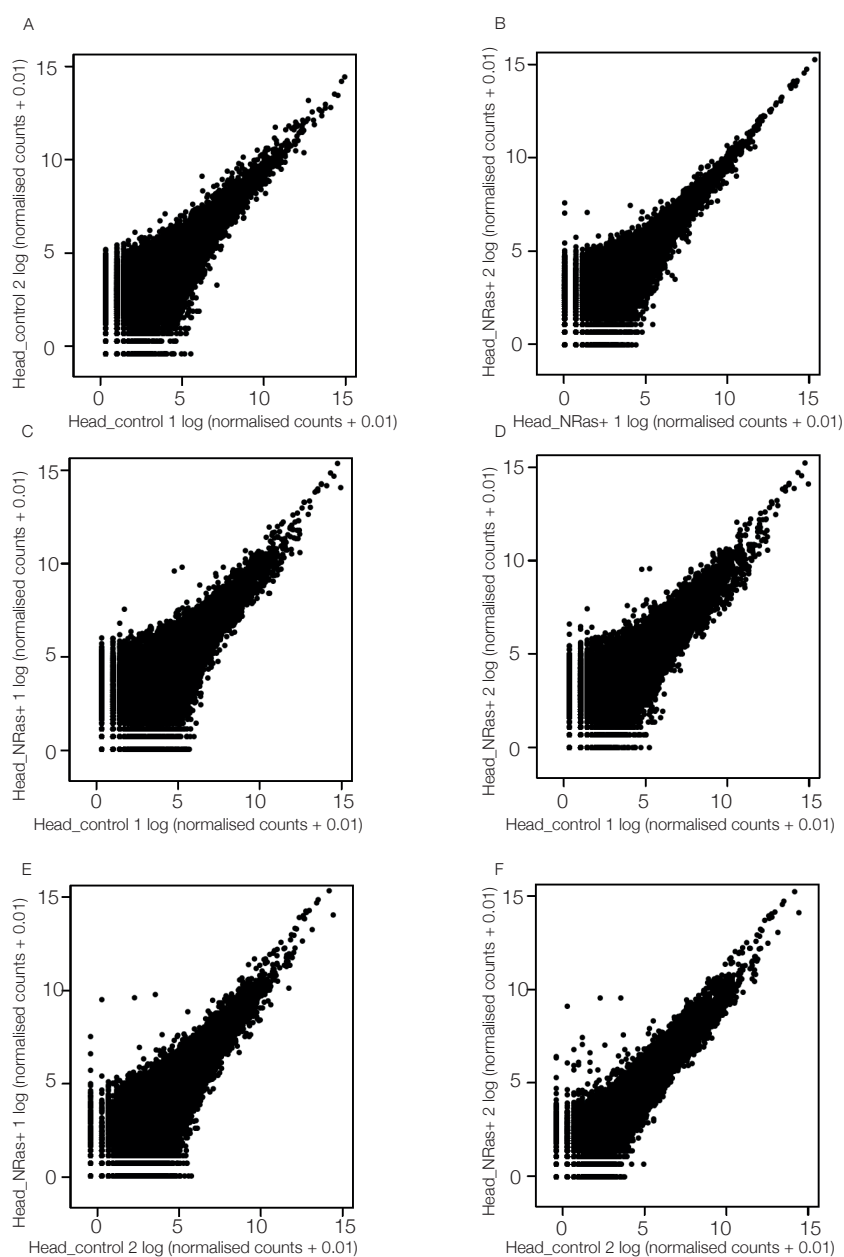 A
Head_control 2 log (normalised counts + 0.01)
15
10
5
0
0 5 10 15
Head_control 1 log (normalised counts + 0.01)
B
Head_NRas+ 2 log (normalised counts + 0.01)
15
10
5
0
0 5 10 15
Head_NRas+ 1 log (normalised counts + 0.01)
C
Head_NRas+ 1 log (normalised counts + 0.01)
15
10
5
0
0 5 10 15
Head_control 1 log (normalised counts + 0.01)
D
Head_NRas+ 2 log (normalised counts + 0.01)
15
10
5
0
0 5 10 15
Head_control 1 log (normalised counts + 0.01)
E
Head_NRas+ 1 log (normalised counts + 0.01)
15
10
5
0
0 5 10 15
Head_control 2 log (normalised counts + 0.01)
F
Head_NRas+ 2 log (normalised counts + 0.01)
15
10
5
0
0 5 10 15
Head_control 2 log (normalised counts + 0.01)